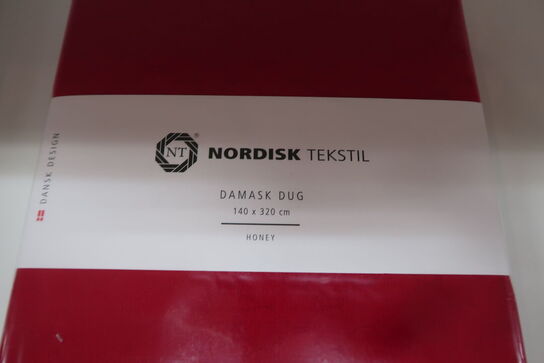 NT®
NORDISK TEKSTIL
DAMASK DUG
140 x 320 cm
HONEY
DANSK DESIGN